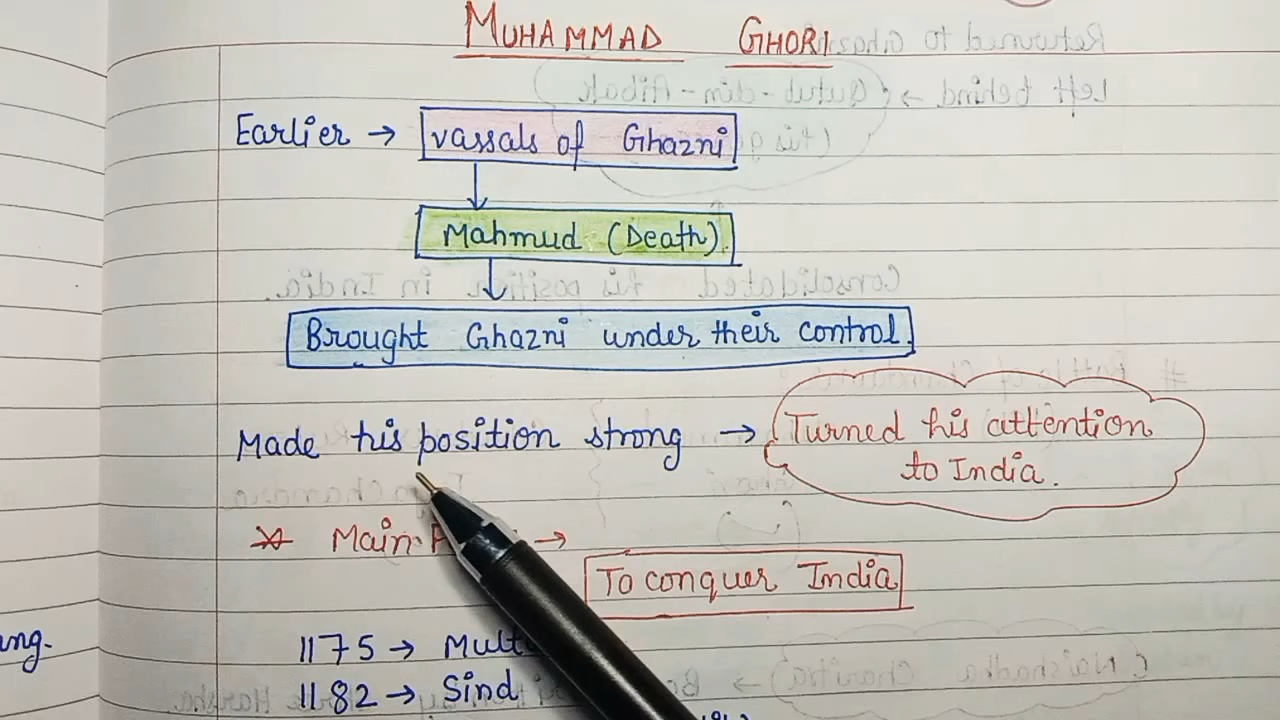 MUHAMMAD GHORI
Earlier → vassals of Ghazni
Mahmud (Death).
Brought Ghazni under their control.
Made his position strong → Turned his attention
to India.
Main →
To conquer India
1175 →
ng.
1182 → Sind